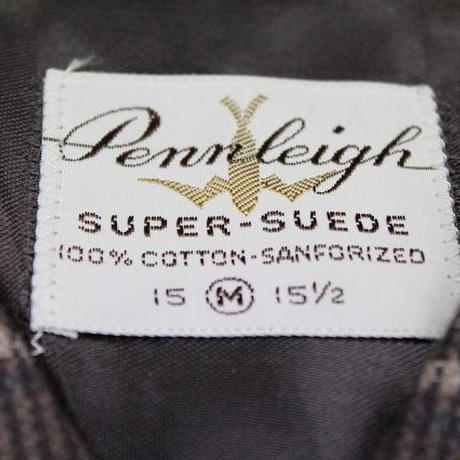 Pennleigh
SUPER-SUEDE
100% COTTON-SANFORIZED
15 M 15½